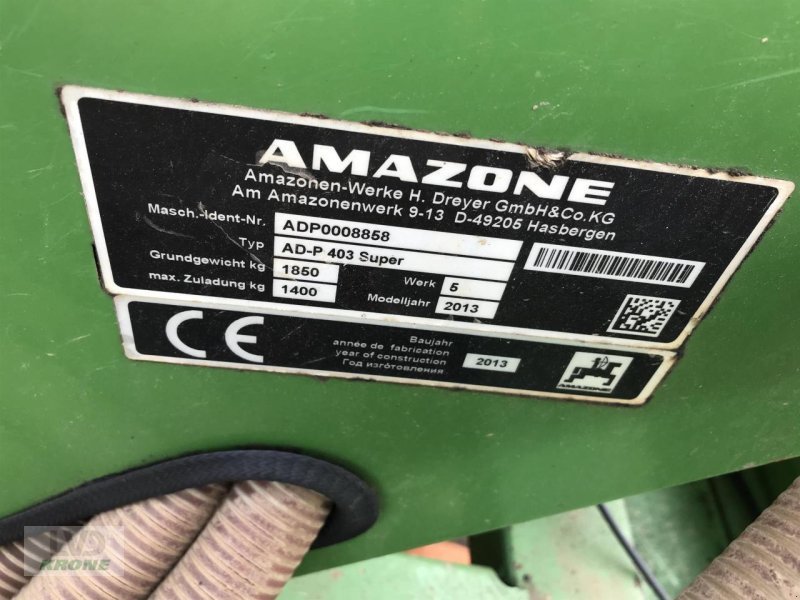 AMAZONE
Amazonen-Werke H. Dreyer GmbH&Co.KG
Am Amazonenwerk 9-13 D-49205 Hasbergen
Masch.-Ident-Nr. ADP0008858
Typ AD-P 403 Super
Grundgewicht kg 1850 Werk 5
max. Zuladung kg 1400 Modelljahr 2013
CE
Baujahr
année de fabrication
year of construction 2013
Год изготовления
AMAZONE
KRONE